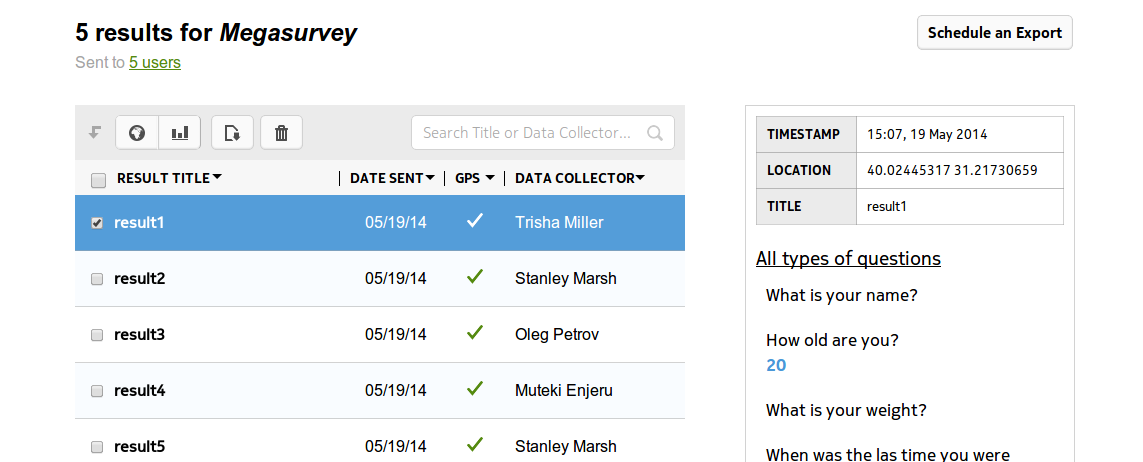 5 results for Megasurvey
Sent to 5 users
Schedule an Export
Search Title or Data Collector...
RESULT TITLE DATE SENT GPS DATA COLLECTOR
result1 05/19/14 Trisha Miller
result2 05/19/14 Stanley Marsh
result3 05/19/14 Oleg Petrov
result4 05/19/14 Muteki Enjeru
result5 05/19/14 Stanley Marsh
TIMESTAMP 15:07, 19 May 2014
LOCATION 40.02445317 31.21730659
TITLE result1
All types of questions
What is your name?
How old are you?
20
What is your weight?
When was the las time you were